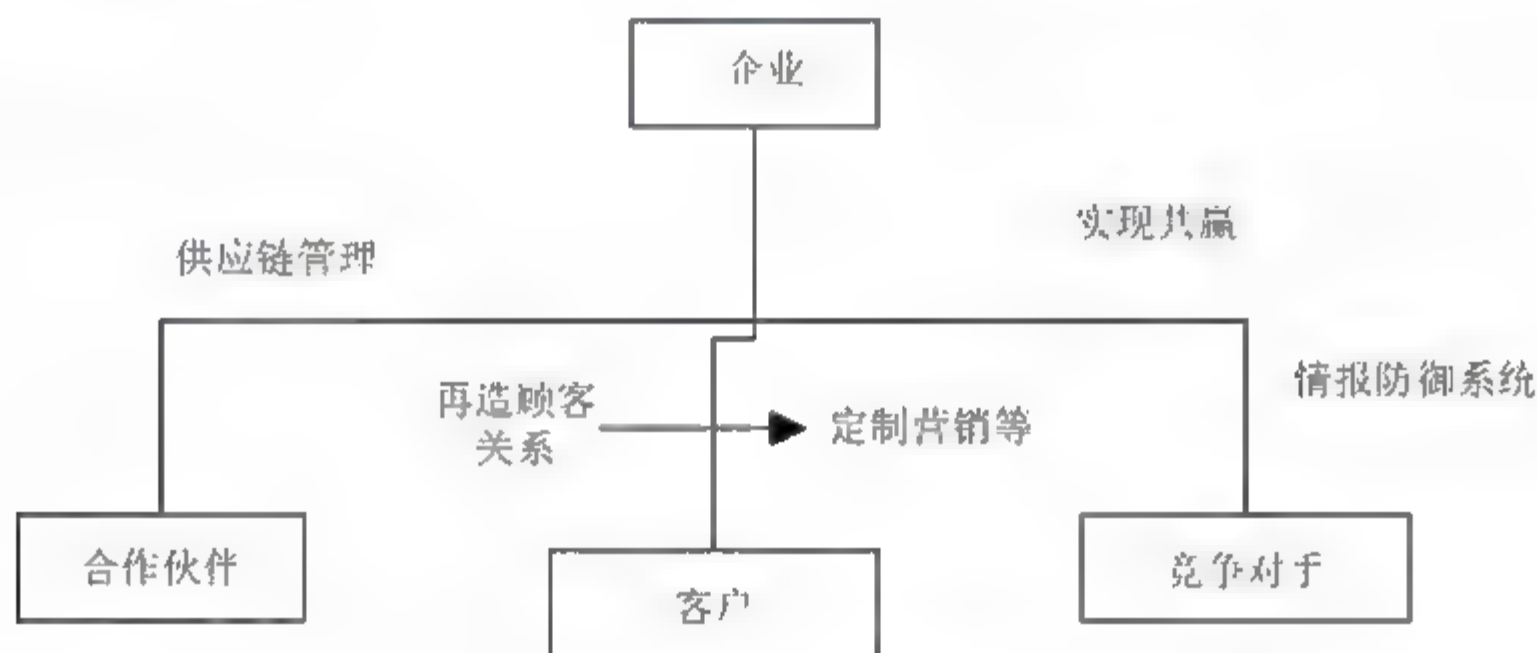 企业
实现共赢
供应链管理
情报防御系统
再造顾客
关系
定制营销等
合作伙伴
客户
竞争对手